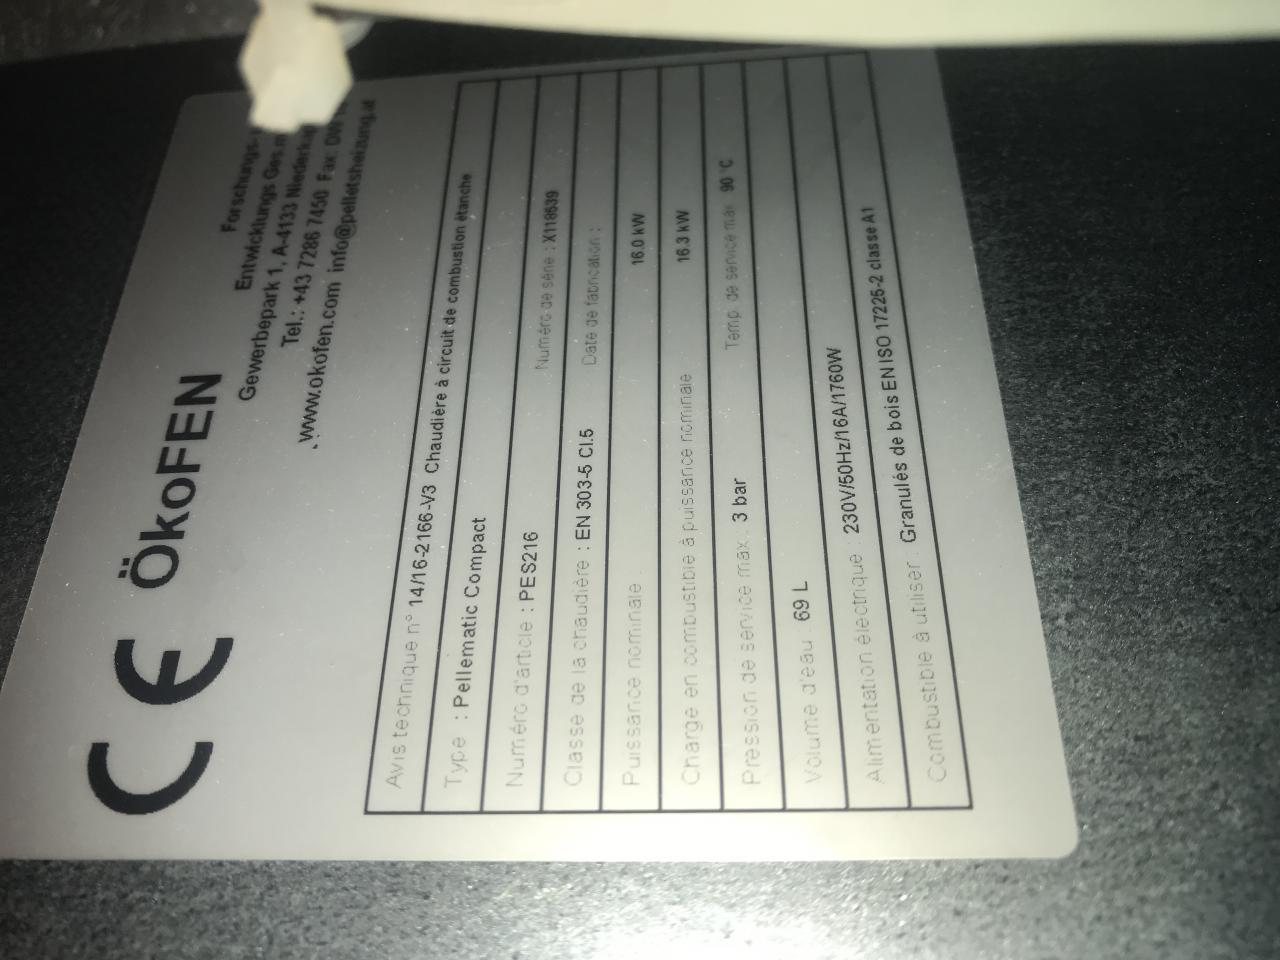 CE ÖkoFEN
Forschungs-
Entwicklungs Ges.m
Gewerbepark 1, A-4133 Niederka
Tel.: +43 7286 7450 Fax: DW
www.okofen.com info@pelletsheizung.at
Avis technique n° 14/16-2166-V3 Chaudière à circuit de combustion étanche
Type : Pellematic Compact
Numéro d'article : PES216 Numéro de série : X118639
Classe de la chaudière : EN 303-5 Cl.5 Date de fabrication :
Puissance nominale : 16.0 kW
Charge en combustible à puissance nominale 16.3 kW
Pression de service max. 3 bar Temp. de service max. 90 °C
Volume d'eau 69 L
Alimentation électrique : 230V/50Hz/16A/1760W
Combustible à utiliser : Granulés de bois EN ISO 17225-2 classe A1